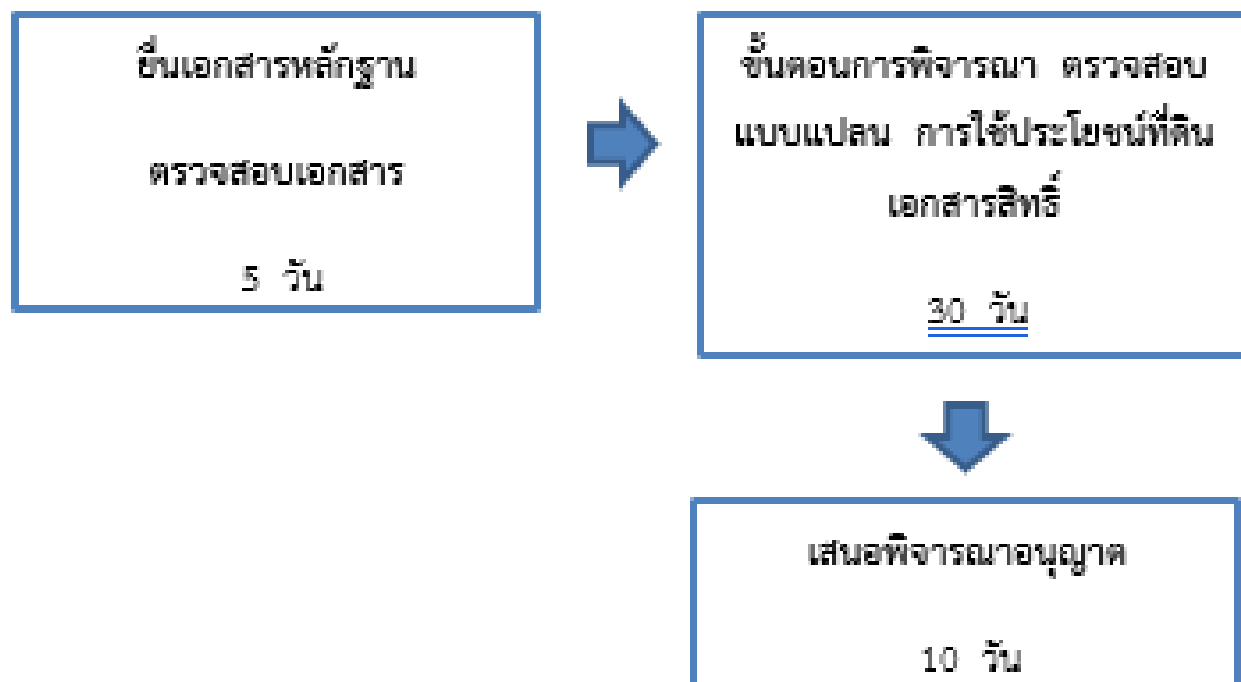 ยื่นเอกสารหลักฐาน
ตรวจสอบเอกสาร
5 วัน
ขั้นตอนการพิจารณา ตรวจสอบ
แบบแปลน การใช้ประโยชน์ที่ดิน
เอกสารสิทธิ์
30 วัน
เสนอพิจารณาอนุญาต
10 วัน